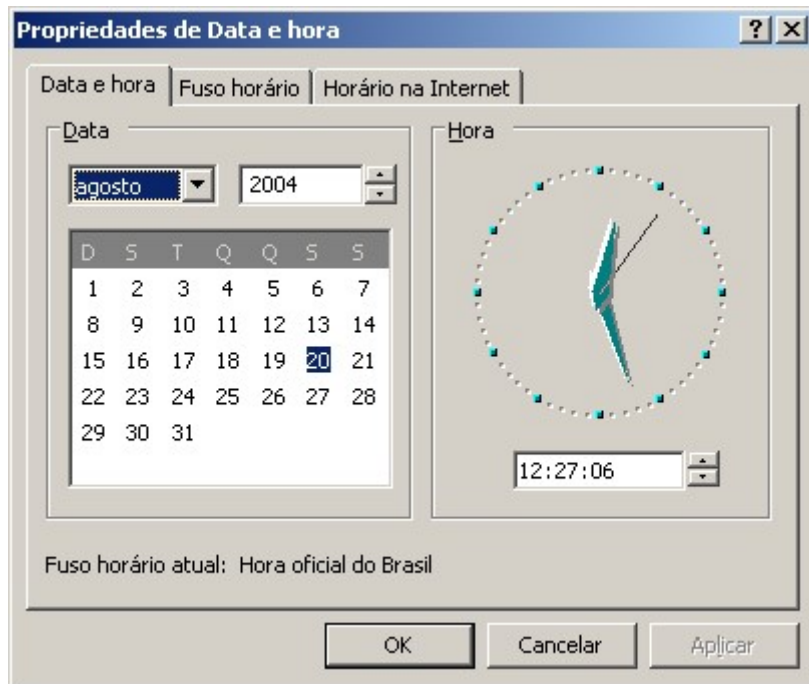 Propriedades de Data e hora
Data e hora Fuso horário Horário na Internet
Data
agosto 2004
D S T Q Q S S
1 2 3 4 5 6 7
8 9 10 11 12 13 14
15 16 17 18 19 20 21
22 23 24 25 26 27 28
29 30 31
Hora
12:27:06
Fuso horário atual: Hora oficial do Brasil
OK Cancelar Aplicar